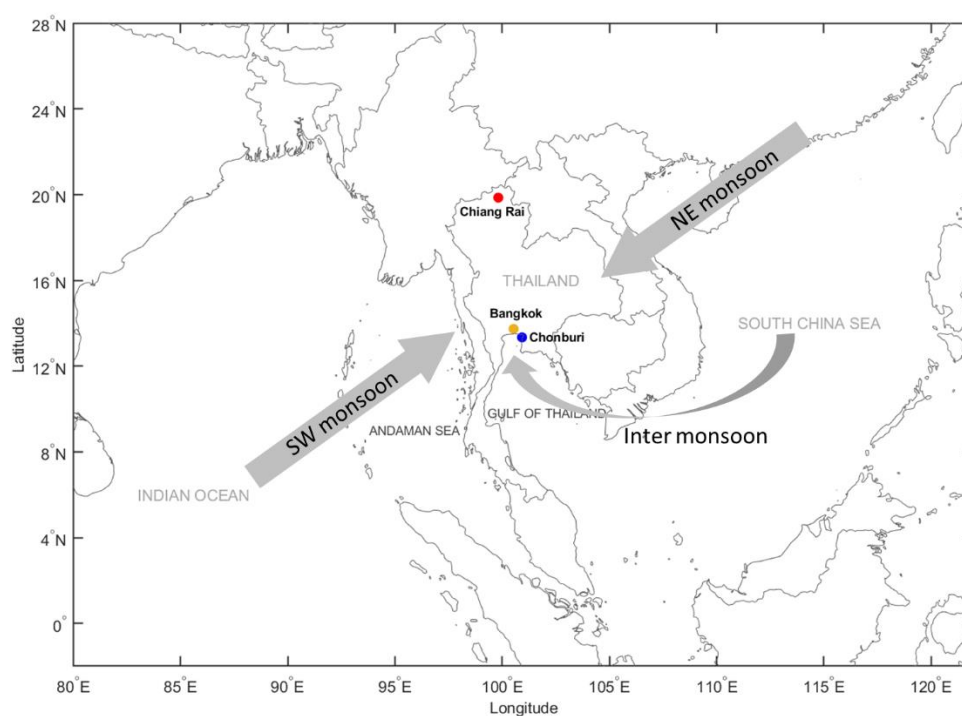 28° N
24° N
20° N
16° N
12° N
8° N
4° N
0°
Latitude
NE monsoon
Chiang Rai
THAILAND
Bangkok
Chonburi
SOUTH CHINA SEA
SW monsoon
GULF OF THAILAND
ANDAMAN SEA
Inter monsoon
INDIAN OCEAN
80° E
85° E
90° E
95° E
100° E
105° E
110° E
115° E
120° E
Longitude